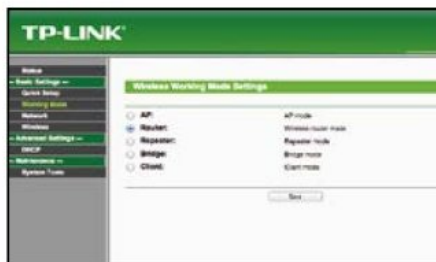 TP-LINK
Status
-- Basic Settings --
Quick Setup
Working Mode
Network
Wireless
-- Advanced Settings --
DHCP
-- Maintenance --
System Tools
Wireless Working Mode Settings
AP: AP mode
Router: Wireless router mode
Repeater: Repeater mode
Bridge: Bridge mode
Client: Client mode
Save